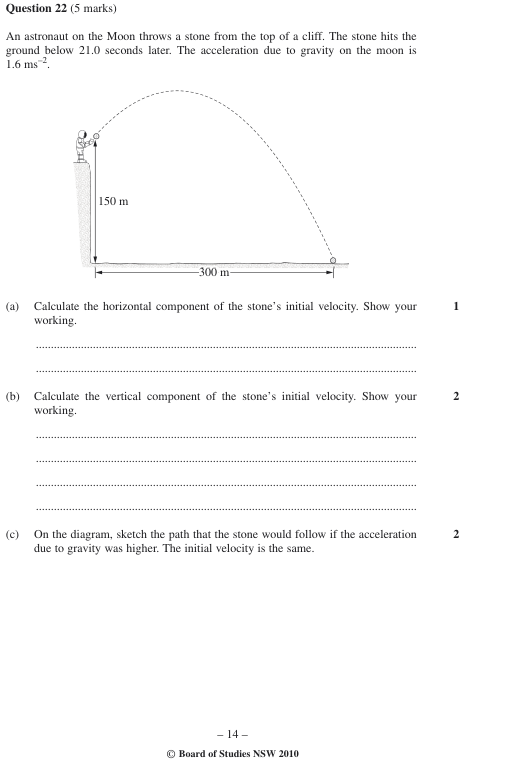 Question 22 (5 marks)
An astronaut on the Moon throws a stone from the top of a cliff. The stone hits the
ground below 21.0 seconds later. The acceleration due to gravity on the moon is
1.6 ms⁻².
150 m
300 m
(a) Calculate the horizontal component of the stone's initial velocity. Show your 1
working.
(b) Calculate the vertical component of the stone's initial velocity. Show your 2
working.
(c) On the diagram, sketch the path that the stone would follow if the acceleration 2
due to gravity was higher. The initial velocity is the same.
– 14 –
© Board of Studies NSW 2010